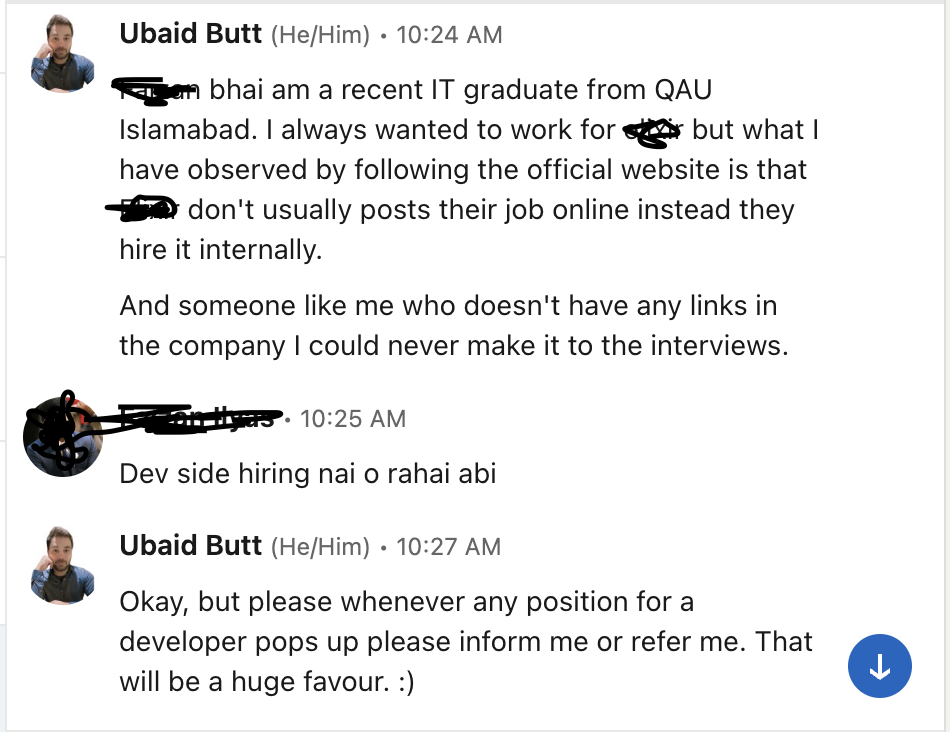 Ubaid Butt (He/Him) • 10:24 AM
bhai am a recent IT graduate from QAU
Islamabad. I always wanted to work for but what I
have observed by following the official website is that
don't usually posts their job online instead they
hire it internally.
And someone like me who doesn't have any links in
the company I could never make it to the interviews.
• 10:25 AM
Dev side hiring nai o rahai abi
Ubaid Butt (He/Him) • 10:27 AM
Okay, but please whenever any position for a
developer pops up please inform me or refer me. That
will be a huge favour. :)